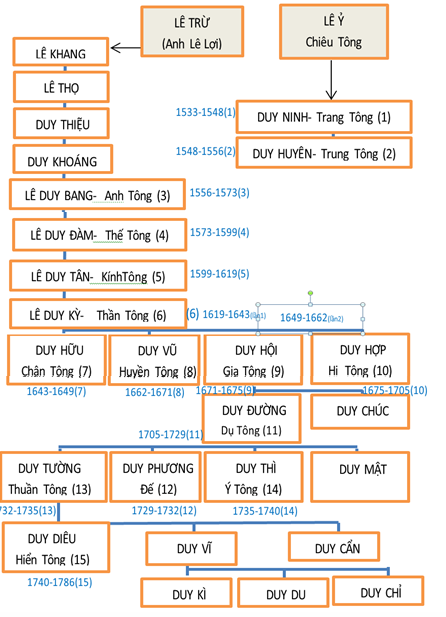 LÊ TRỪ
(Anh Lê Lợi)
LÊ Ỷ
Chiêu Tông
LÊ KHANG
LÊ THỌ
DUY THIỆU
DUY KHOÁNG
1533-1548(1)
DUY NINH- Trang Tông (1)
1548-1556(2)
DUY HUYÊN- Trung Tông (2)
LÊ DUY BANG- Anh Tông (3)
1556-1573(3)
LÊ DUY ĐÀM- Thế Tông (4)
1573-1599(4)
LÊ DUY TÂN- KínhTông (5)
1599-1619(5)
LÊ DUY KỲ- Thần Tông (6)
(6) 1619-1643(lần1)
1649-1662(lần2)
DUY HỮU
Chân Tông (7)
DUY VŨ
Huyền Tông (8)
DUY HỘI
Gia Tông (9)
DUY HỢP
Hi Tông (10)
1643-1649(7)
1662-1671(8)
1671-1675(9)
1675-1705(10)
DUY ĐƯỜNG
Dụ Tông (11)
DUY CHÚC
1705-1729(11)
DUY TƯỜNG
Thuần Tông (13)
DUY PHƯƠNG
Đế (12)
DUY THÌ
Ý Tông (14)
DUY MẬT
732-1735(13)
1729-1732(12)
1735-1740(14)
DUY DIÊU
Hiển Tông (15)
DUY VĨ
DUY CẨN
1740-1786(15)
DUY KÌ
DUY DU
DUY CHỈ